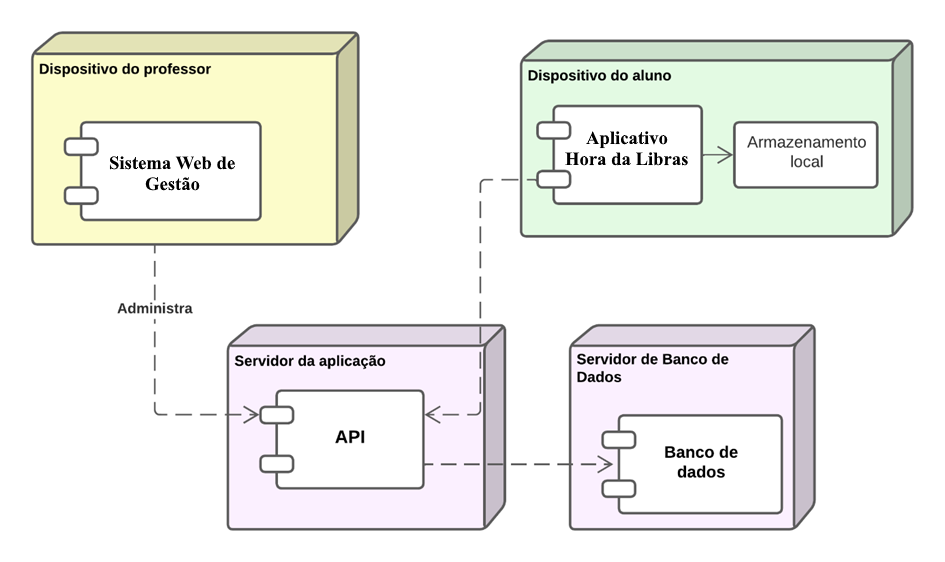 Dispositivo do professor
Sistema Web de
Gestão
Dispositivo do aluno
Aplicativo
Hora da Libras
Armazenamento
local
Administra
Servidor da aplicação
API
Servidor de Banco de
Dados
Banco de
dados